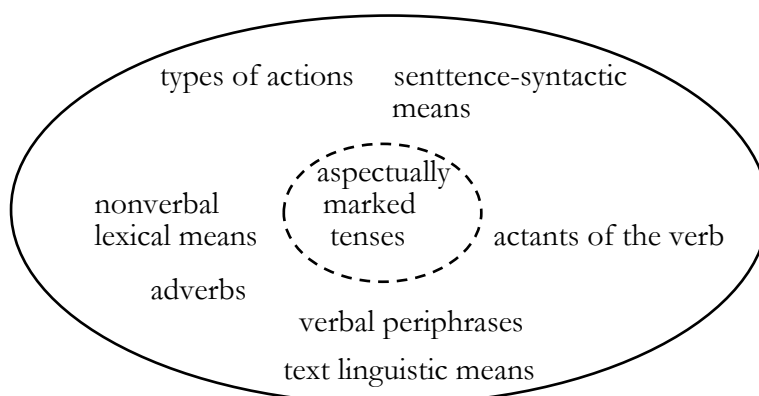 types of actions
senttence-syntactic
means
aspectually
marked
tenses
nonverbal
lexical means
actants of the verb
adverbs
verbal periphrases
text linguistic means